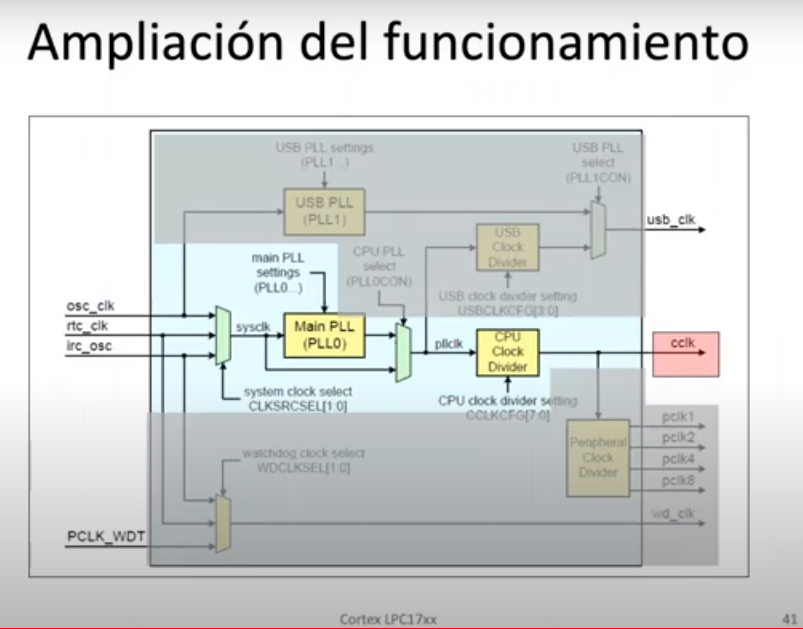 Ampliación del funcionamiento
USB PLL settings
(PLL1...)
USB PLL
select
(PLL1CON)
USB PLL
(PLL1)
usb_clk
USB
Clock
Divider
main PLL
settings
(PLL0...)
CPU PLL
select
(PLL0CON)
USB clock divider setting
USBCLKCFG[3:0]
osc_clk
rtc_clk
irc_osc
sysclk
Main PLL
(PLL0)
pllclk
CPU
Clock
Divider
cclk
system clock select
CLKSRCSEL[1:0]
CPU clock divider setting
CCLKCFG[7:0]
Peripheral
Clock
Divider
pclk1
pclk2
pclk4
pclk8
watchdog clock select
WDCLKSEL[1:0]
wd_clk
PCLK_WDT
Cortex LPC17xx
41